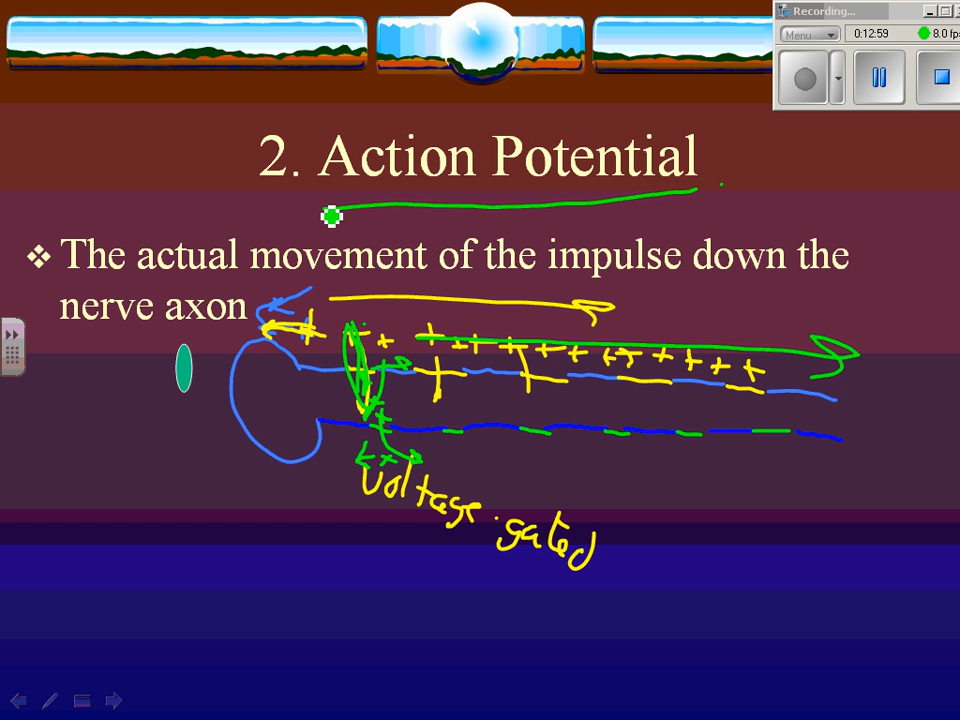 Recording...
Menu
0:12:59
8.0 fps
2. Action Potential
❖ The actual movement of the impulse down the
nerve axon
+ + + + + + + + + + + + +
voltage-gated